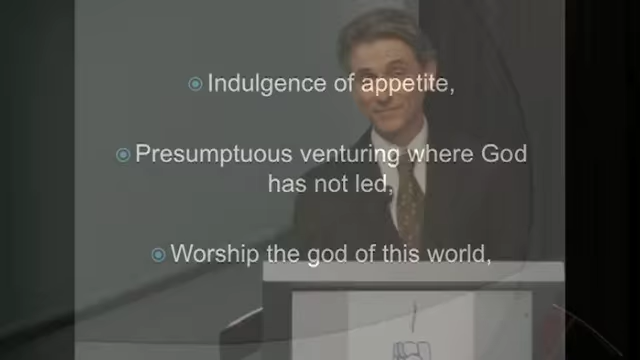 Indulgence of appetite,
Presumptuous venturing where God
has not led,
Worship the god of this world,